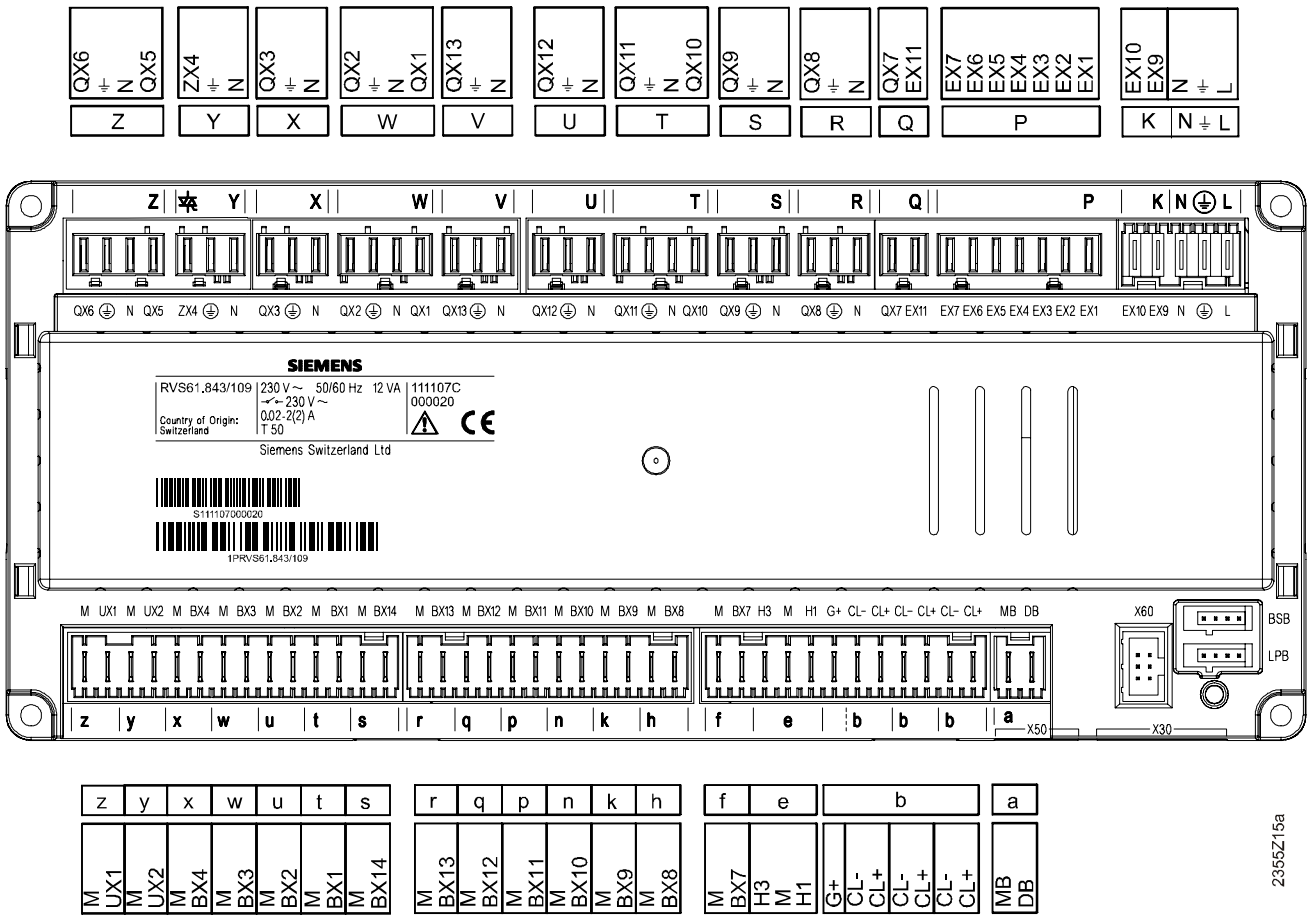 QX6 ⏚ N QX5 ZX4 ⏚ N QX3 ⏚ N QX2 ⏚ N QX1 QX13 ⏚ N QX12 ⏚ N QX11 ⏚ N QX10 QX9 ⏚ N QX8 ⏚ N QX7 EX11 EX7 EX6 EX5 EX4 EX3 EX2 EX1 EX10 EX9 N ⏚ L
Z Y X W V U T S R Q P K N ⏚ L
Z Y X W V U T S R Q P K N ⏚ L
QX6 ⏚ N QX5 ZX4 ⏚ N QX3 ⏚ N QX2 ⏚ N QX1 QX13 ⏚ N QX12 ⏚ N QX11 ⏚ N QX10 QX9 ⏚ N QX8 ⏚ N QX7 EX11 EX7 EX6 EX5 EX4 EX3 EX2 EX1 EX10 EX9 N ⏚ L
SIEMENS
RVS61.843/109 230 V ~ 50/60 Hz 12 VA 111107C
230 V ~ 000020
0.02-2(2) A
Country of Origin:
Switzerland T 50 CE
Siemens Switzerland Ltd
S111107000020
1PRVS61.843/109
M UX1 M UX2 M BX4 M BX3 M BX2 M BX1 M BX14 M BX13 M BX12 M BX11 M BX10 M BX9 M BX8 M BX7 H3 M H1 G+ CL- CL+ CL- CL+ CL- CL+ MB DB X60 BSB
LPB
z y x w u t s r q p n k h f e b b b a
X50 X30
z y x w u t s r q p n k h f e b a
M UX1 M UX2 M BX4 M BX3 M BX2 M BX1 M BX14 M BX13 M BX12 M BX11 M BX10 M BX9 M BX8 M BX7 H3 M H1 G+ CL- CL+ CL- CL+ CL- CL+ MB DB
2355Z15a